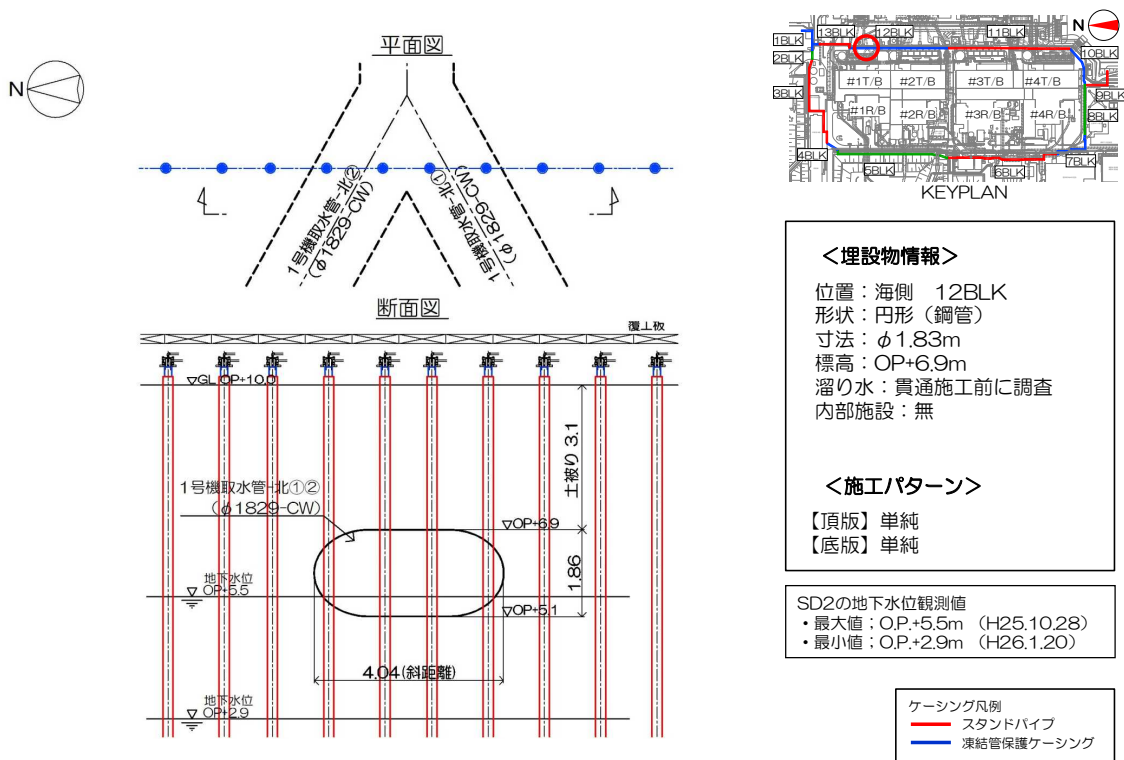 平面図
N
1号機取水管-北②
(φ1829-CW)
1号機取水管-北①
(φ1829-CW)
断面図
覆工板
▽GL OP+10.0
土被り 3.1
1号機取水管-北①②
(φ1829-CW)
▽OP+6.9
1.86
地下水位
▽OP+5.5
▽OP+5.1
4.04(斜距離)
地下水位
▽OP+2.9
N
1BLK
13BLK
12BLK
11BLK
10BLK
2BLK
#1T/B
#2T/B
#3T/B
#4T/B
3BLK
9BLK
#1R/B
#2R/B
#3R/B
#4R/B
8BLK
4BLK
5BLK
6BLK
7BLK
KEYPLAN
＜埋設物情報＞
位置：海側　12BLK
形状：円形（鋼管）
寸法：φ1.83m
標高：OP+6.9m
溜り水：貫通施工前に調査
内部施設：無
＜施工パターン＞
【頂版】単純
【底版】単純
SD2の地下水位観測値
・最大値；O.P.+5.5m （H25.10.28）
・最小値；O.P.+2.9m （H26.1.20）
ケーシング凡例
スタンドパイプ
凍結管保護ケーシング